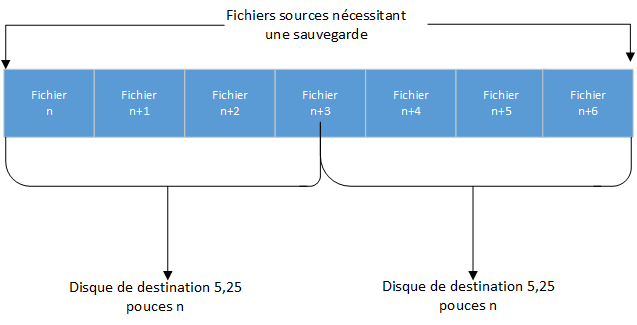 Fichiers sources nécessitant
une sauvegarde
Fichier
n
Fichier
n+1
Fichier
n+2
Fichier
n+3
Fichier
n+4
Fichier
n+5
Fichier
n+6
Disque de destination 5,25
pouces n
Disque de destination 5,25
pouces n